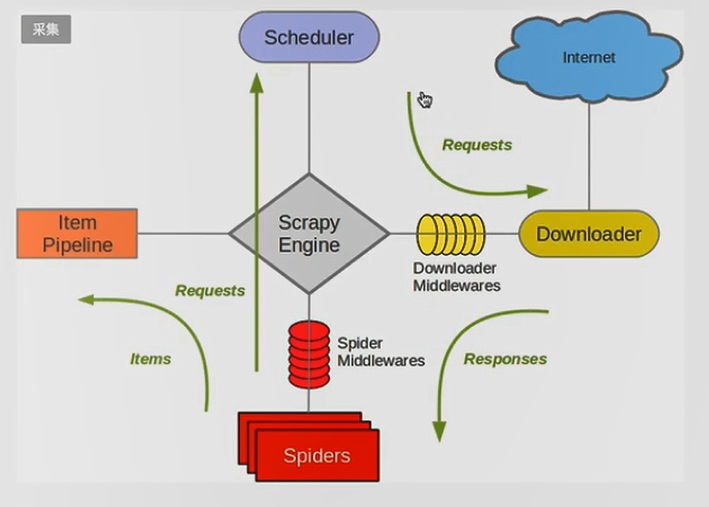 采集
Scheduler
Internet
Requests
Item
Pipeline
Scrapy
Engine
Downloader
Downloader
Middlewares
Requests
Items
Spider
Middlewares
Responses
Spiders